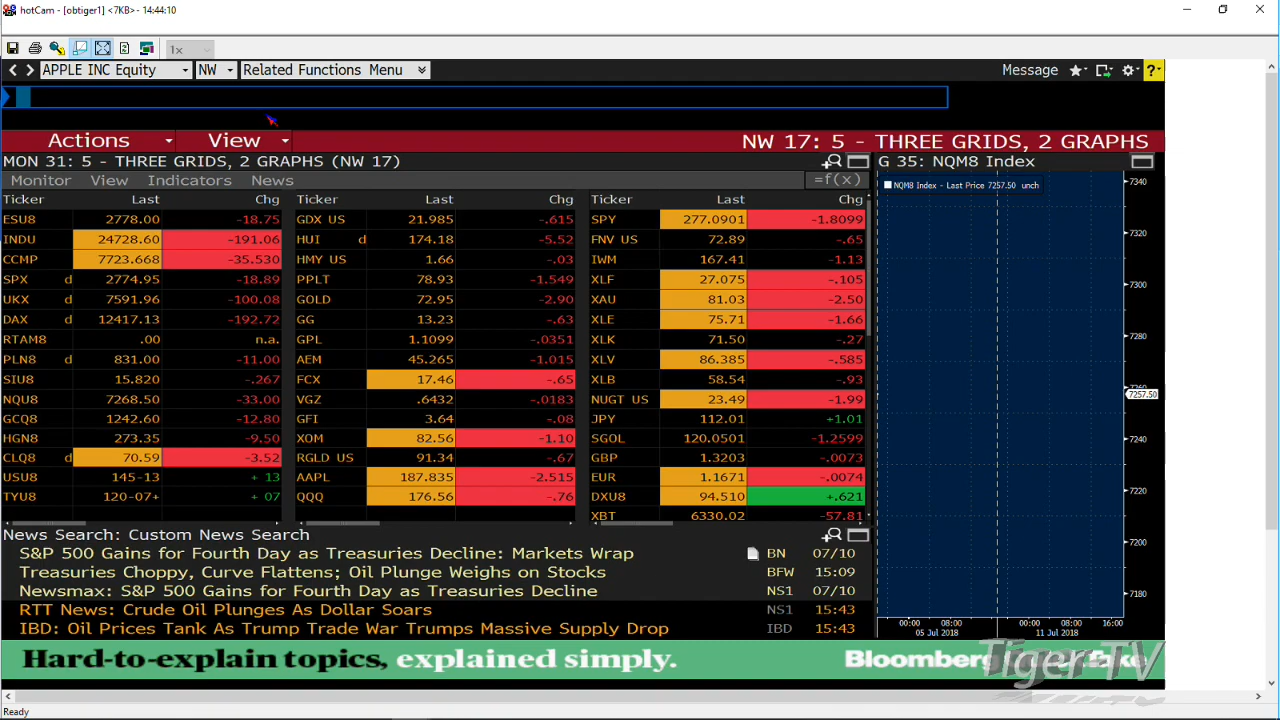 hotCam - [obtiger1] <7KB> - 14:44:10
1x
APPLE INC Equity NW Related Functions Menu Message ?
Actions View NW 17: 5 - THREE GRIDS, 2 GRAPHS
MON 31: 5 - THREE GRIDS, 2 GRAPHS (NW 17) G 35: NQM8 Index
Monitor View Indicators News =f(x)
NQM8 Index - Last Price 7257.50 unch
Ticker Last Chg Ticker Last Chg Ticker Last Chg
ESU8 2778.00 -18.75 GDX US 21.985 -.615 SPY 277.0901 -1.8099
INDU 24728.60 -191.06 HUI d 174.18 -5.52 FNV US 72.89 -.65
CCMP 7723.668 -35.530 HMY US 1.66 -.03 IWM 167.41 -1.13
SPX d 2774.95 -18.89 PPLT 78.93 -1.549 XLF 27.075 -.105
UKX d 7591.96 -100.08 GOLD 72.95 -2.90 XAU 81.03 -2.50
DAX d 12417.13 -192.72 GG 13.23 -.63 XLE 75.71 -1.66
RTAM8 .00 n.a. GPL 1.1099 -.0351 XLK 71.50 -.27
PLN8 d 831.00 -11.00 AEM 45.265 -1.015 XLV 86.385 -.585
SIU8 15.820 -.267 FCX 17.46 -.65 XLB 58.54 -.93
NQU8 7268.50 -33.00 VGZ .6432 -.0183 NUGT US 23.49 -1.99
GCQ8 1242.60 -12.80 GFI 3.64 -.08 JPY 112.01 +1.01
HGN8 273.35 -9.50 XOM 82.56 -1.10 SGOL 120.0501 -1.2599
CLQ8 d 70.59 -3.52 RGLD US 91.34 -.67 GBP 1.3203 -.0073
USU8 145-13 + 13 AAPL 187.835 -2.515 EUR 1.1671 -.0074
TYU8 120-07+ + 07 QQQ 176.56 -.76 DXU8 94.510 +.621
XBT 6330.02 -57.81
7340
7320
7300
7280
7260
7257.50
7240
7220
7200
7180
00:00 08:00 00:00 08:00 16:00
05 Jul 2018 11 Jul 2018
News Search: Custom News Search
S&P 500 Gains for Fourth Day as Treasuries Decline: Markets Wrap BN 07/10
Treasuries Choppy, Curve Flattens; Oil Plunge Weighs on Stocks BFW 15:09
Newsmax: S&P 500 Gains for Fourth Day as Treasuries Decline NS1 07/10
RTT News: Crude Oil Plunges As Dollar Soars NS1 15:43
IBD: Oil Prices Tank As Trump Trade War Trumps Massive Supply Drop IBD 15:43
Hard-to-explain topics, explained simply. Bloomberg
Tiger TV
Ready